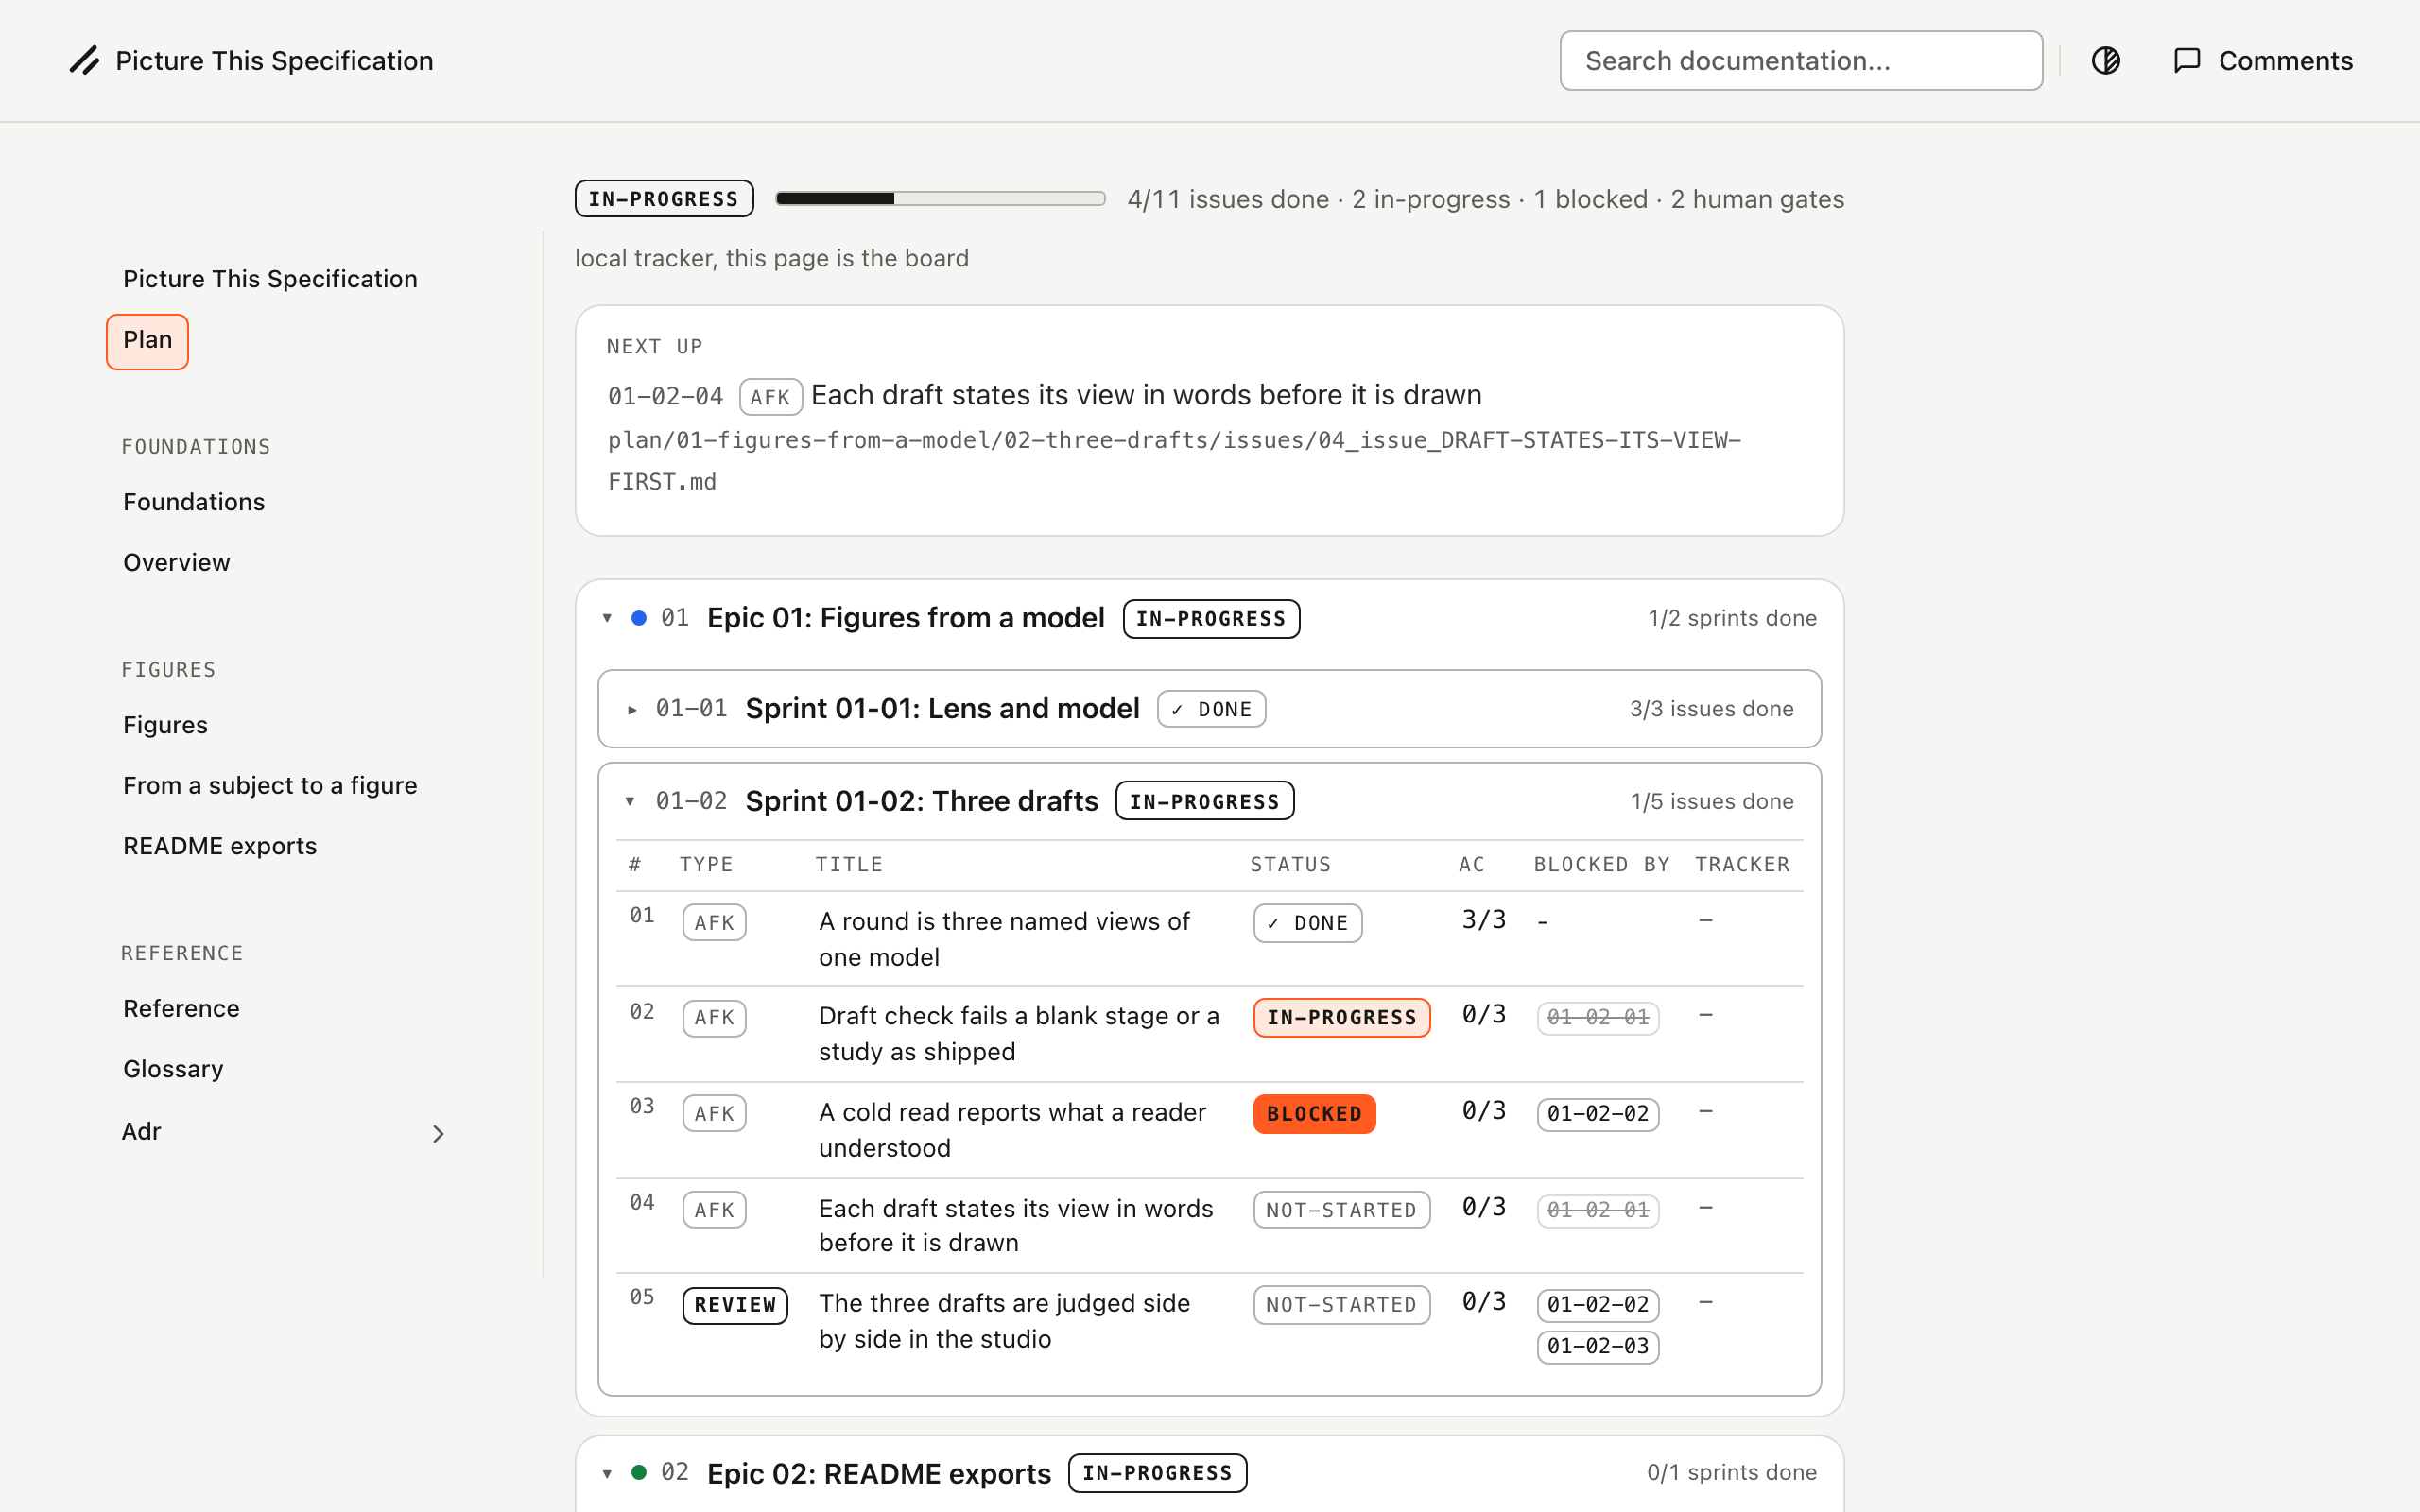 Picture This Specification
Search documentation...
Comments
Picture This Specification
Plan
FOUNDATIONS
Foundations
Overview
FIGURES
Figures
From a subject to a figure
README exports
REFERENCE
Reference
Glossary
Adr
IN-PROGRESS 4/11 issues done · 2 in-progress · 1 blocked · 2 human gates
local tracker, this page is the board
NEXT UP
01-02-04 AFK Each draft states its view in words before it is drawn
plan/01-figures-from-a-model/02-three-drafts/issues/04_issue_DRAFT-STATES-ITS-VIEW-
FIRST.md
01 Epic 01: Figures from a model IN-PROGRESS 1/2 sprints done
01-01 Sprint 01-01: Lens and model ✓ DONE 3/3 issues done
01-02 Sprint 01-02: Three drafts IN-PROGRESS 1/5 issues done
# TYPE TITLE STATUS AC BLOCKED BY TRACKER
01 AFK A round is three named views of ✓ DONE 3/3 - –
one model
02 AFK Draft check fails a blank stage or a IN-PROGRESS 0/3 01-02-01 –
study as shipped
03 AFK A cold read reports what a reader BLOCKED 0/3 01-02-02 –
understood
04 AFK Each draft states its view in words NOT-STARTED 0/3 01-02-01 –
before it is drawn
05 REVIEW The three drafts are judged side NOT-STARTED 0/3 01-02-02 –
by side in the studio 01-02-03
02 Epic 02: README exports IN-PROGRESS 0/1 sprints done